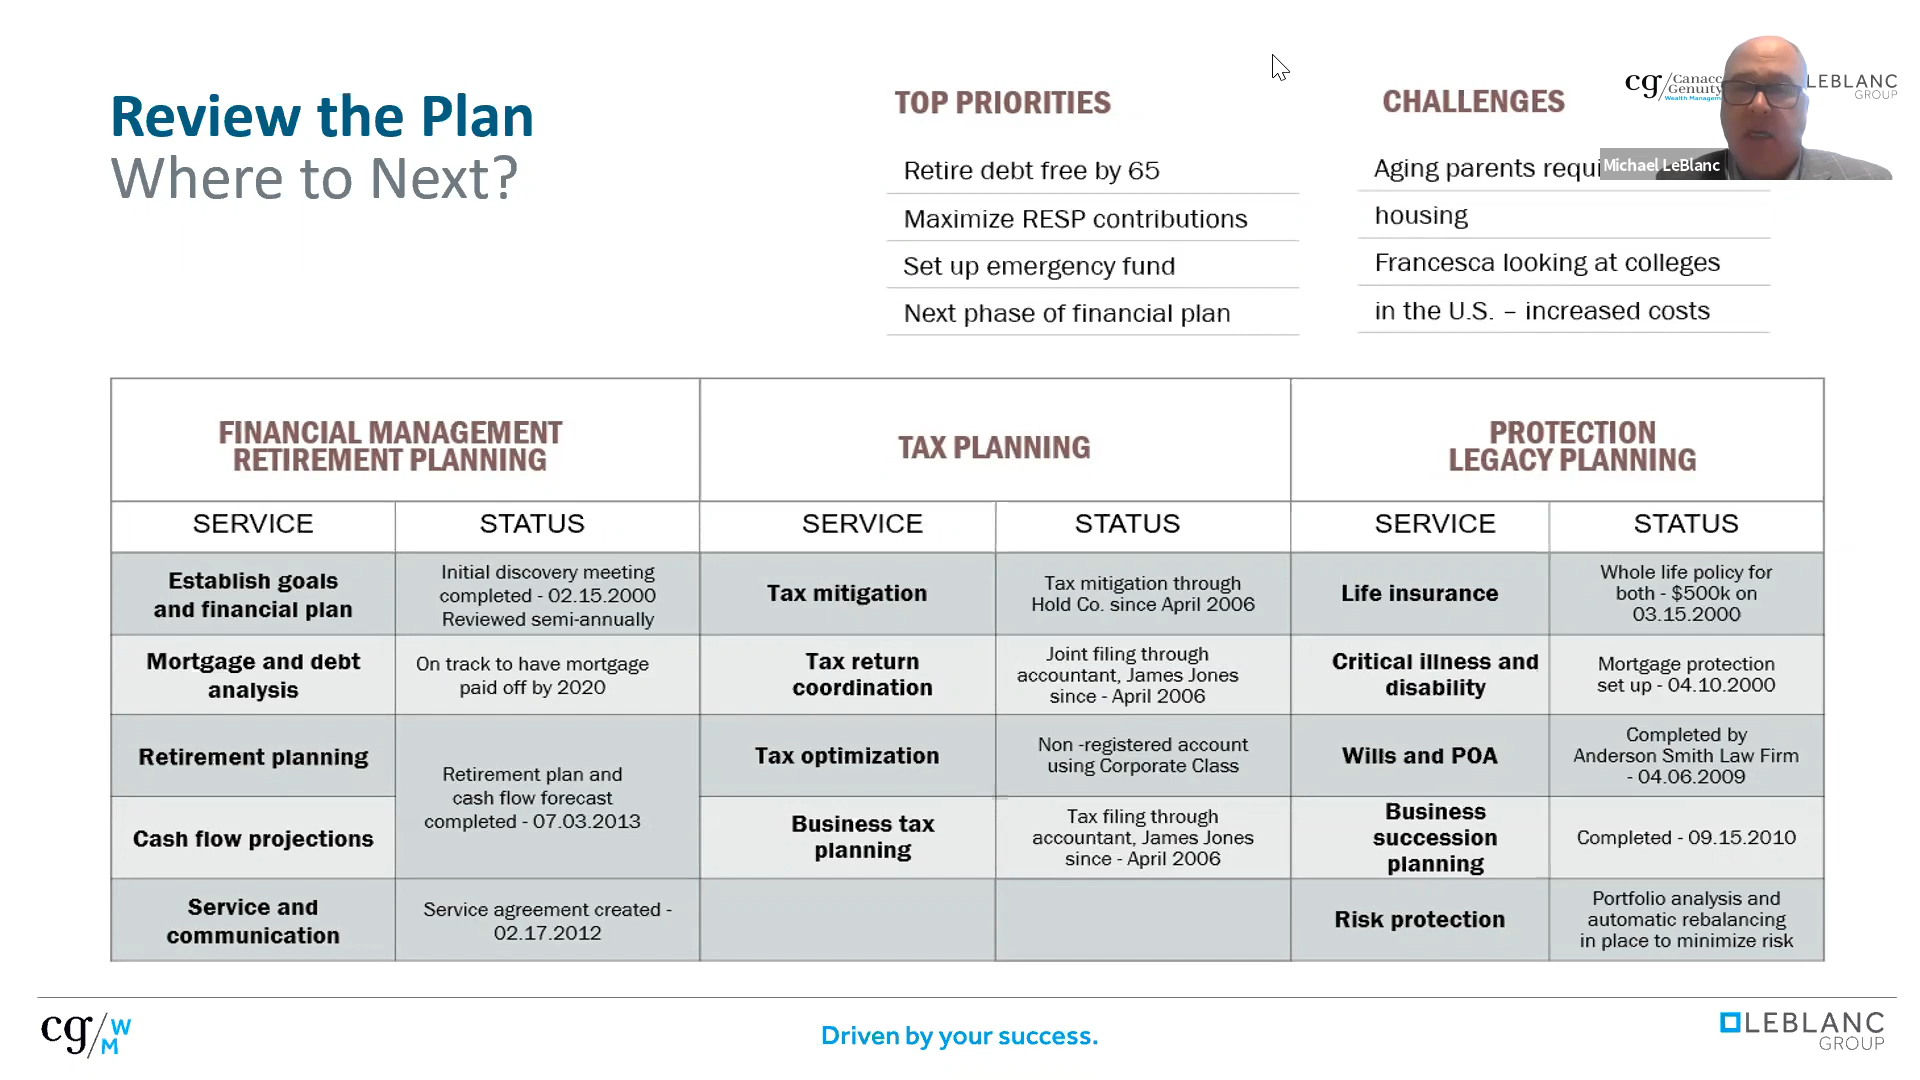 Review the Plan
Where to Next?
TOP PRIORITIES
Retire debt free by 65
Maximize RESP contributions
Set up emergency fund
Next phase of financial plan
CHALLENGES
Aging parents
housing
Francesca looking at colleges
in the U.S. – increased costs
cg/
Genuity
Wealth
LEBLANC
GROUP
Michael LeBlanc
FINANCIAL MANAGEMENT
RETIREMENT PLANNING
TAX PLANNING
PROTECTION
LEGACY PLANNING
SERVICE
STATUS
SERVICE
STATUS
SERVICE
STATUS
Establish goals
and financial plan
Initial discovery meeting
completed - 02.15.2000
Reviewed semi-annually
Tax mitigation
Tax mitigation through
Hold Co. since April 2006
Life insurance
Whole life policy for
both - $500k on
03.15.2000
Mortgage and debt
analysis
On track to have mortgage
paid off by 2020
Tax return
coordination
Joint filing through
accountant, James Jones
since - April 2006
Critical illness and
disability
Mortgage protection
set up - 04.10.2000
Retirement planning
Retirement plan and
cash flow forecast
completed - 07.03.2013
Tax optimization
Non -registered account
using Corporate Class
Wills and POA
Completed by
Anderson Smith Law Firm
- 04.06.2009
Cash flow projections
Business tax
planning
Tax filing through
accountant, James Jones
since - April 2006
Business
succession
planning
Completed - 09.15.2010
Service and
communication
Service agreement created -
02.17.2012
Risk protection
Portfolio analysis and
automatic rebalancing
in place to minimize risk
cg/WM
Driven by your success.
LEBLANC
GROUP